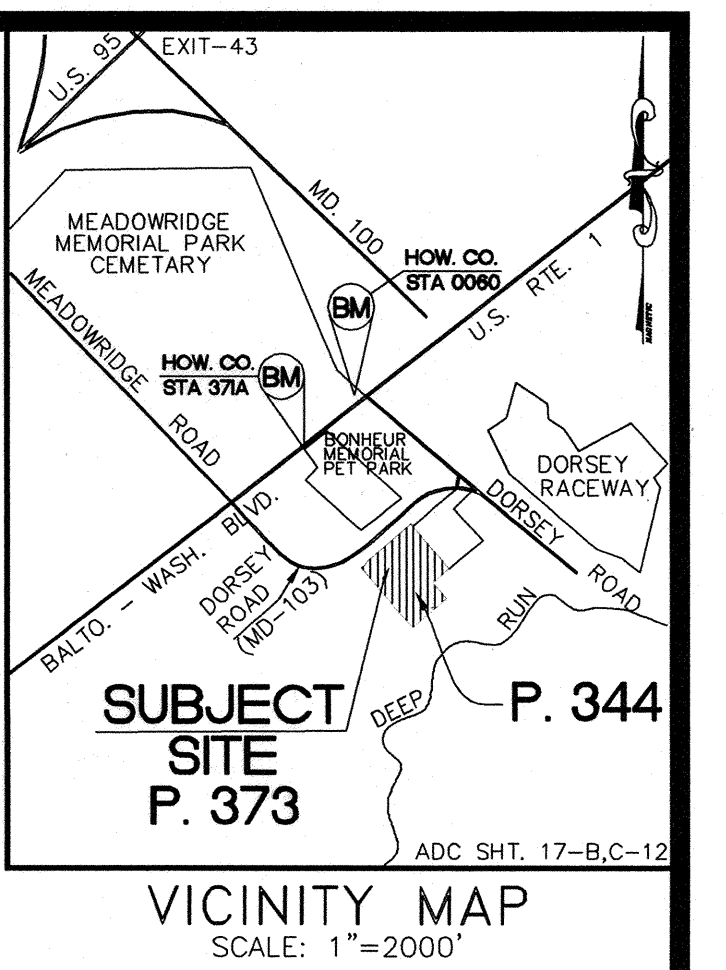 U.S. 95
EXIT-43
MD. 100
MEADOWRIDGE
MEMORIAL PARK
CEMETARY
HOW. CO.
STA 0060
BM
U.S. RTE. 1
MAGNETIC
MEADOWRIDGE ROAD
HOW. CO.
STA 371A
BM
BONHEUR
MEMORIAL
PET PARK
DORSEY
RACEWAY
DORSEY ROAD
BALTO. - WASH. BLVD.
DORSEY
ROAD
(MD-103)
DEEP RUN
SUBJECT
SITE
P. 373
P. 344
ADC SHT. 17-B,C-12
VICINITY MAP
SCALE: 1"=2000'